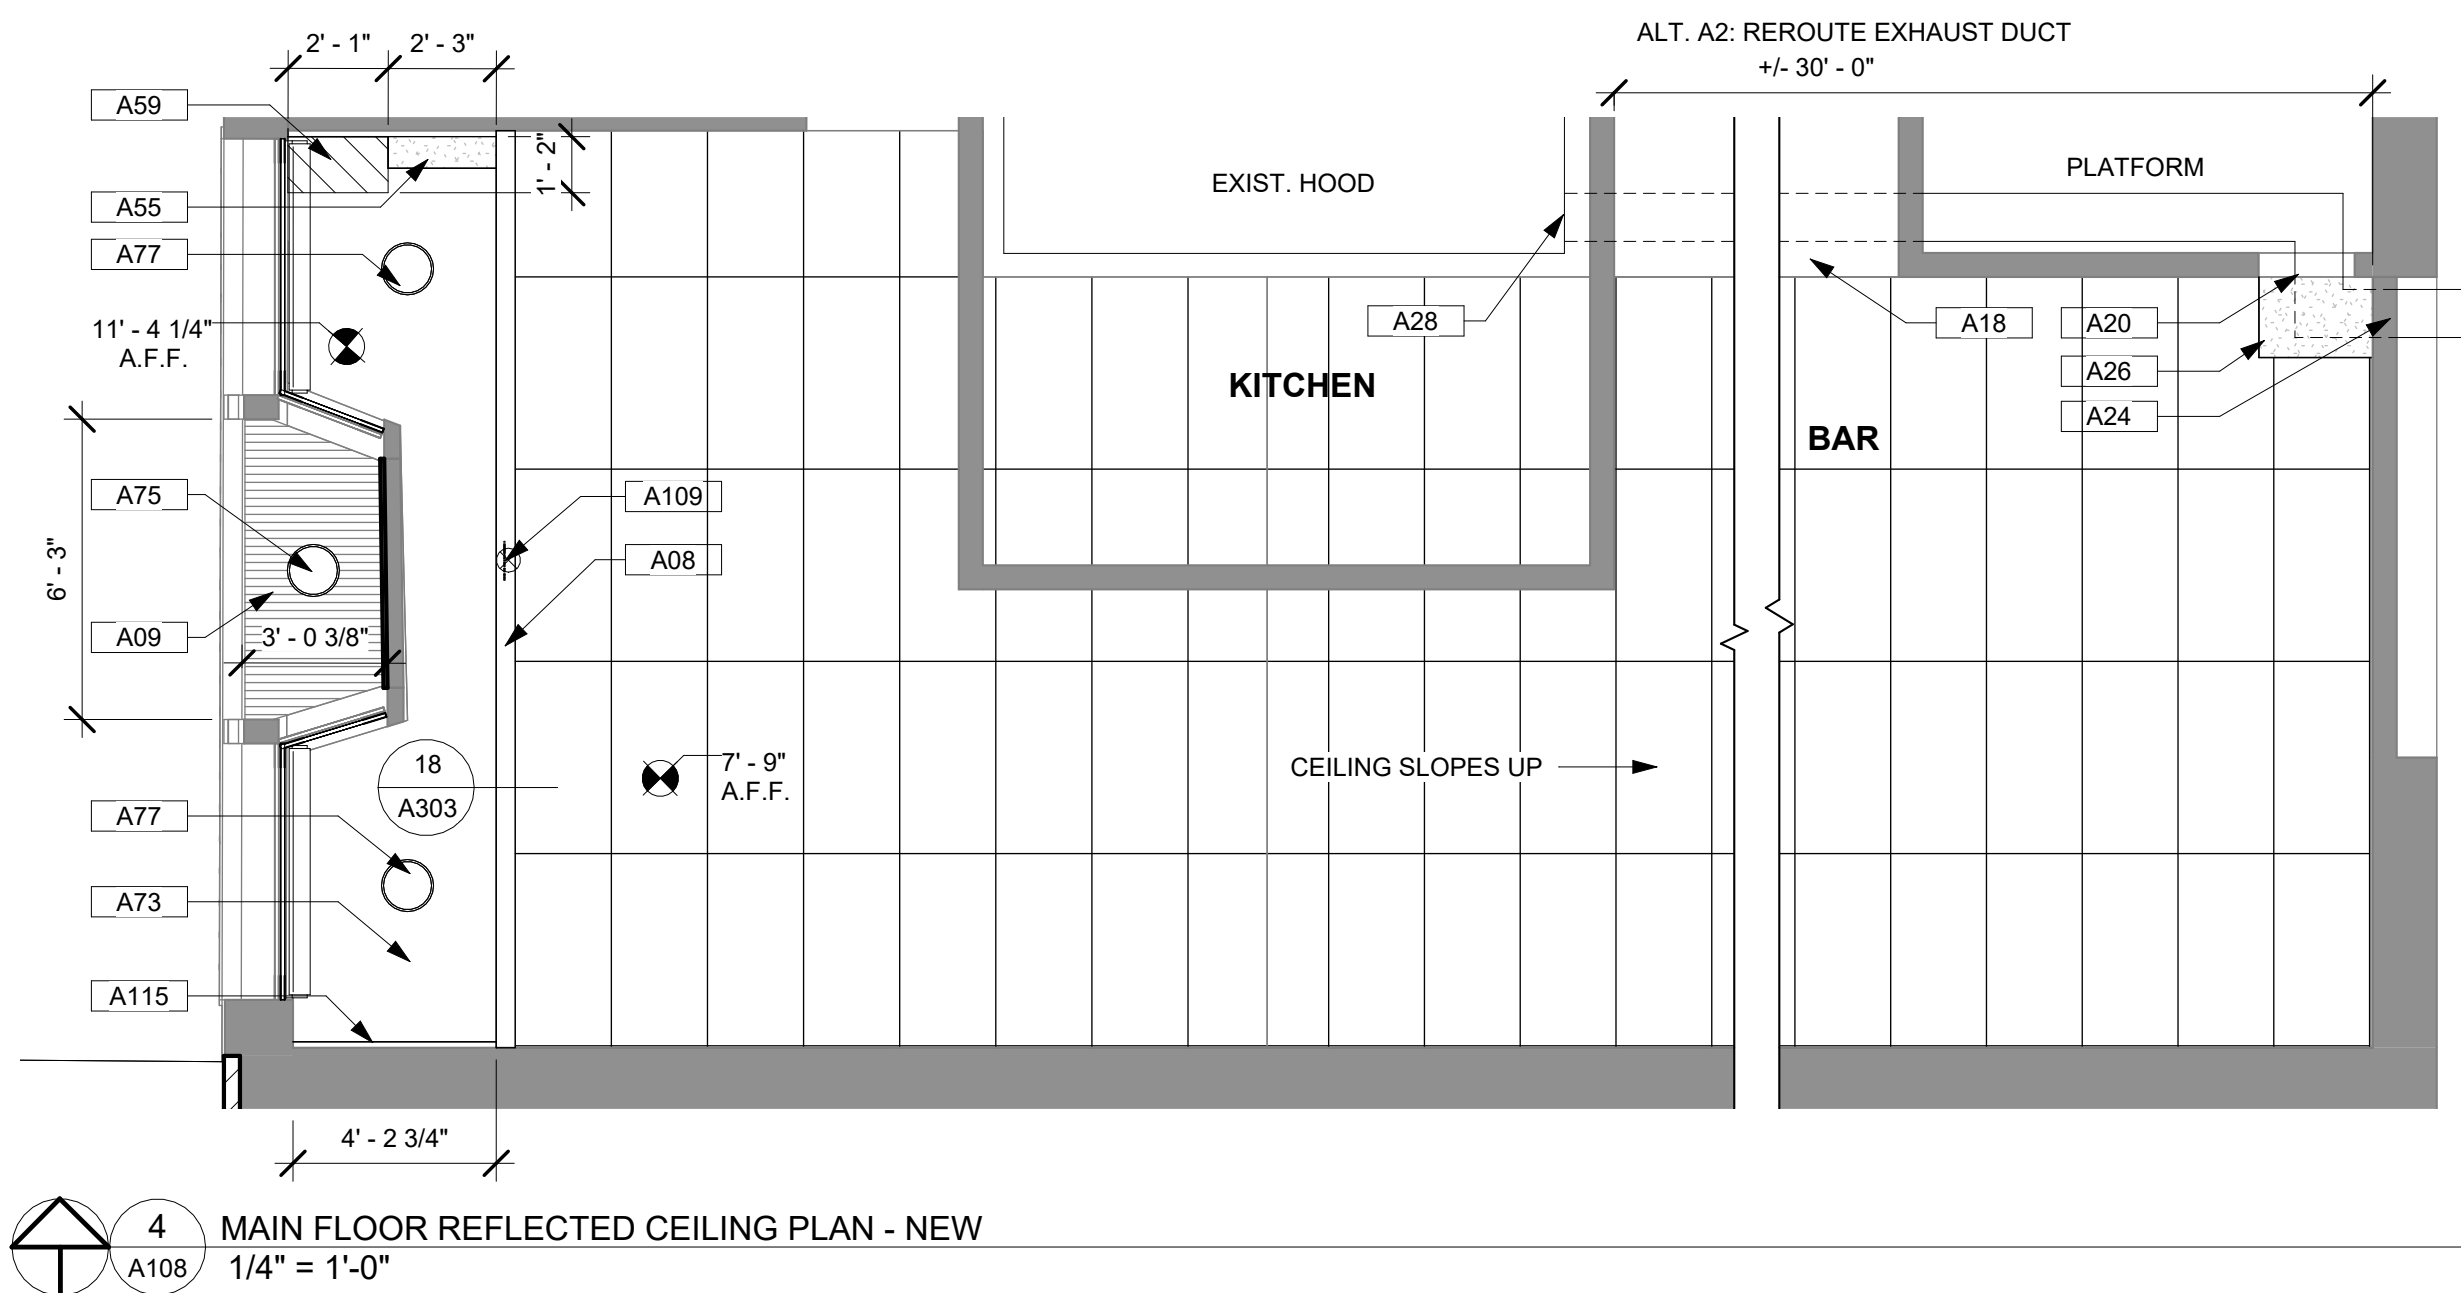 2' - 1"
2' - 3"
ALT. A2: REROUTE EXHAUST DUCT
+/- 30' - 0"
A59
1' - 2"
PLATFORM
EXIST. HOOD
A55
A77
11' - 4 1/4"
A.F.F.
A28
A18
A20
A26
A24
KITCHEN
BAR
A75
A109
6' - 3"
A08
A09
3' - 0 3/8"
18
A303
7' - 9"
A.F.F.
CEILING SLOPES UP
A77
A73
A115
4' - 2 3/4"
4
A108
MAIN FLOOR REFLECTED CEILING PLAN - NEW
1/4" = 1'-0"